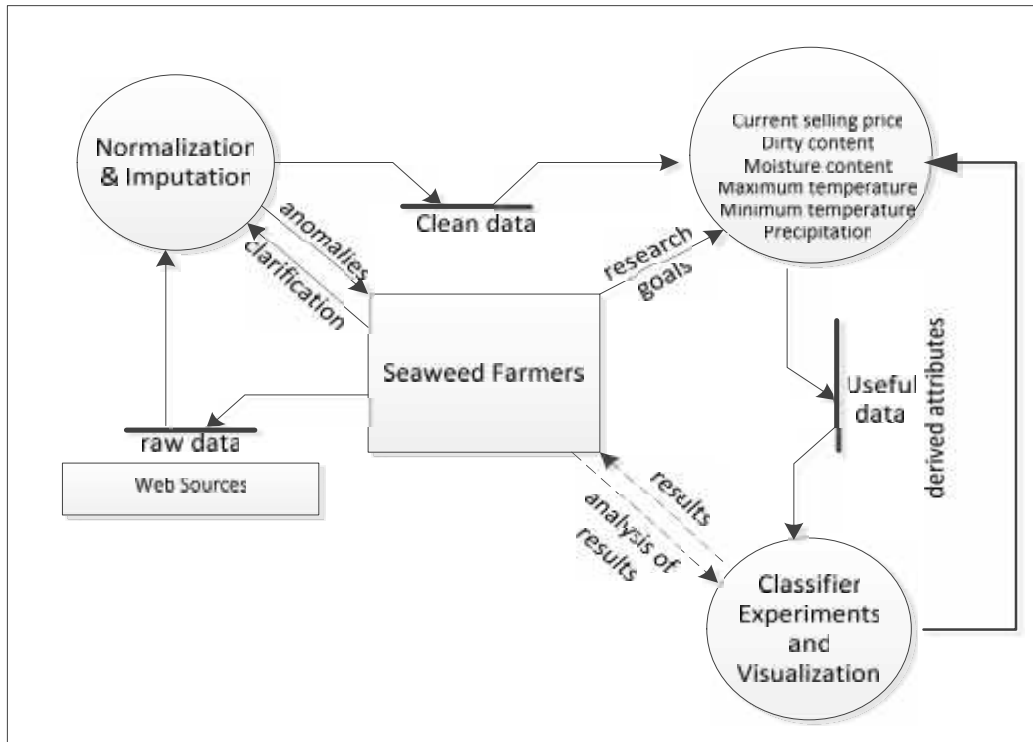 Normalization
& Imputation
Current selling price
Dirty content
Moisture content
Maximum temperature
Minimum temperature
Precipitation
Clean data
anomalies
clarification
research
goals
Seaweed Farmers
Useful
data
derived attributes
raw data
Web Sources
results
analysis of
results
Classifier
Experiments
and
Visualization